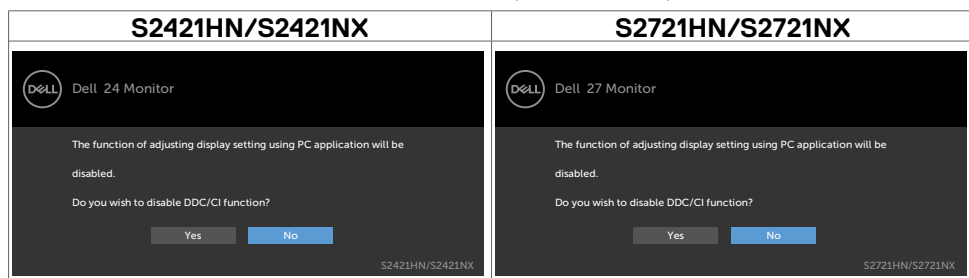 S2421HN/S2421NX
S2721HN/S2721NX
DELL Dell 24 Monitor
The function of adjusting display setting using PC application will be
disabled.
Do you wish to disable DDC/CI function?
Yes No
S2421HN/S2421NX
DELL Dell 27 Monitor
The function of adjusting display setting using PC application will be
disabled.
Do you wish to disable DDC/CI function?
Yes No
S2721HN/S2721NX